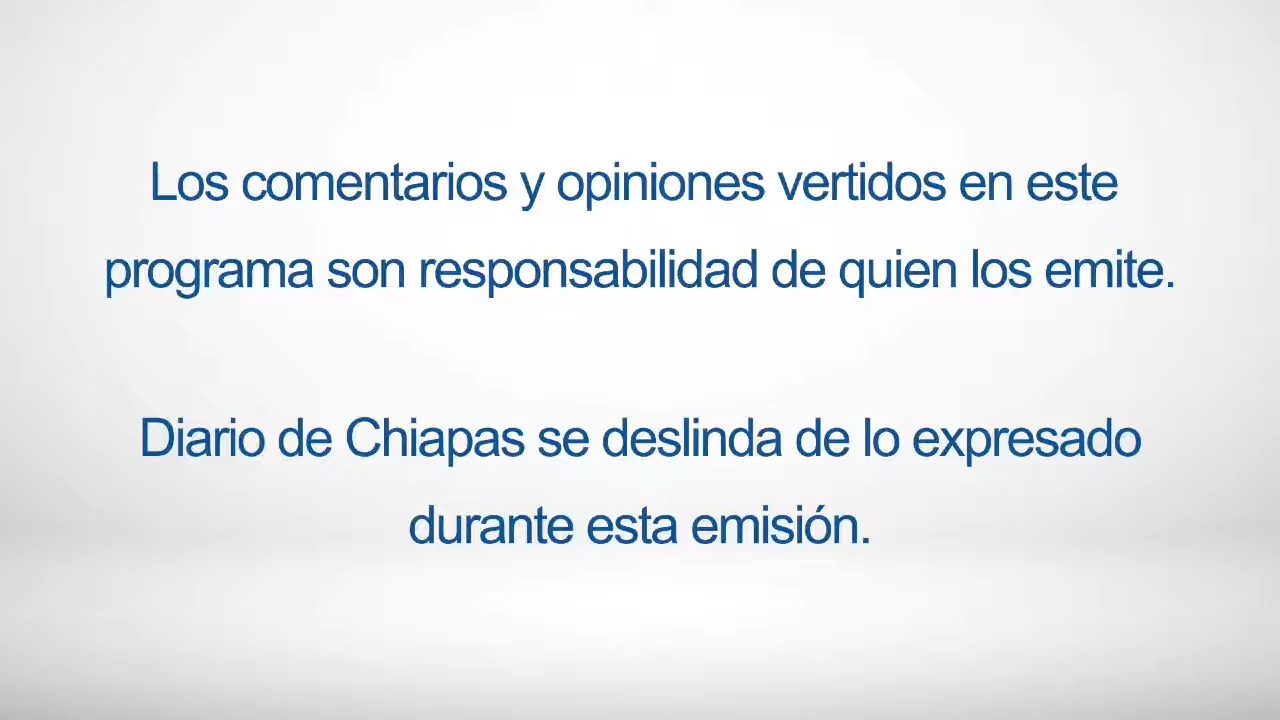 Los comentarios y opiniones vertidos en este
programa son responsabilidad de quien los emite.
Diario de Chiapas se deslinda de lo expresado
durante esta emisión.